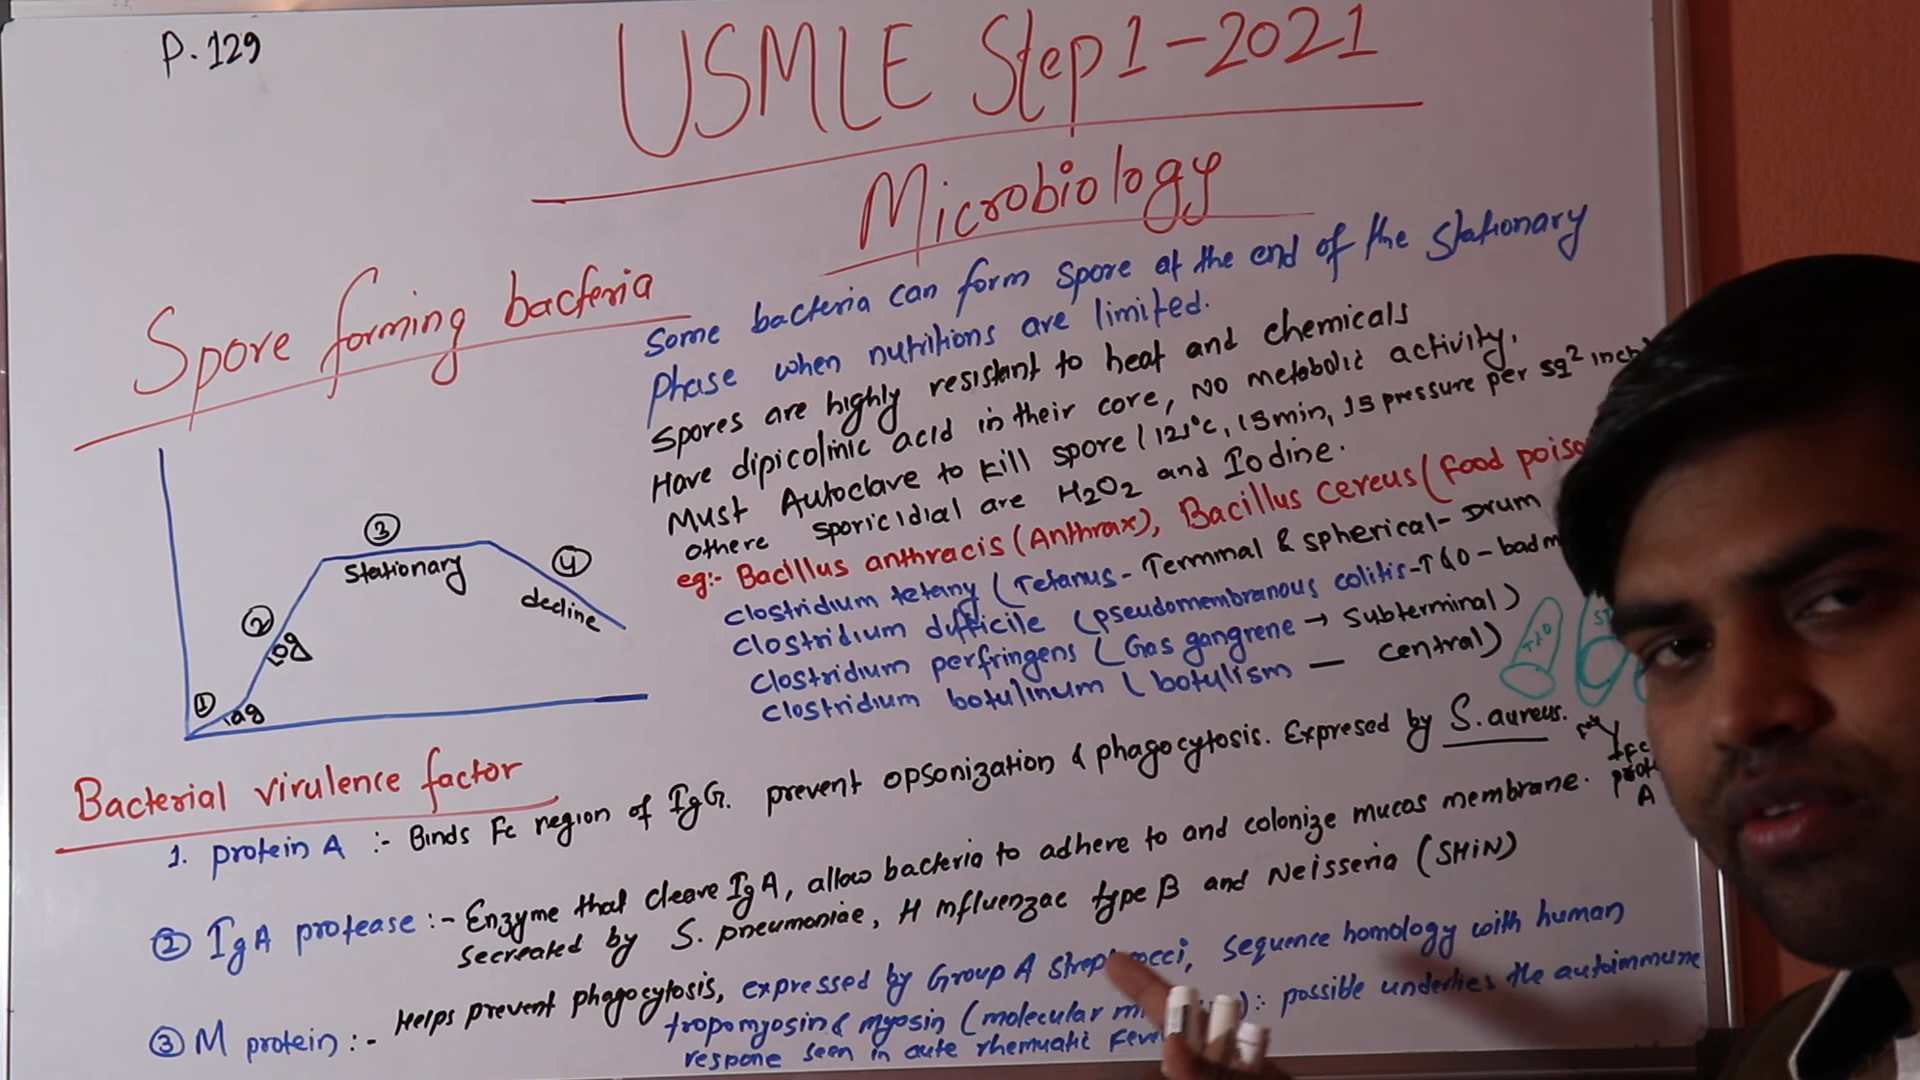 P.129
USMLE Step1-2021
Microbiology
Spore forming bacteria
Some bacteria can form spore at the end of the stationary
phase when nutritions are limited.
Spores are highly resistant to heat and chemicals
Have dipicolinic acid in their core, NO metabolic activity.
Must Autoclave to kill spore (121°C, 15min, 15 pressure per sq² inch
othere sporicidial are H2O2 and Iodine.
eg:- Bacillus anthracis (Anthrax), Bacillus cereus (food
clostridium tetany (Tetanus- Terminal & spherical- Drum
clostridium difficile (pseudomembranous colitis-T&O - bad
clostridium perfringens (Gas gangrene → subterminal)
clostridium botulinum (botulism — central)
① lag
② log
③ stationary
④ decline
T&O
Bacterial virulence factor
1. protein A :- Binds Fc region of IgG. prevent opsonization & phagocytosis. Expresed by S. aureus.
Fc
A
② IgA protease :- Enzyme that cleave IgA, allow bacteria to adhere to and colonize mucas membrane.
secreated by S. pneumoniae, H influenzae type B and Neisseria (SHiN)
③ M protein :- Helps prevent phagocytosis, expressed by Group A sequence homology with human
tropomyosin & myosin (molecular : possible underlies the autoimmune
respone seen in aute rhemuatic